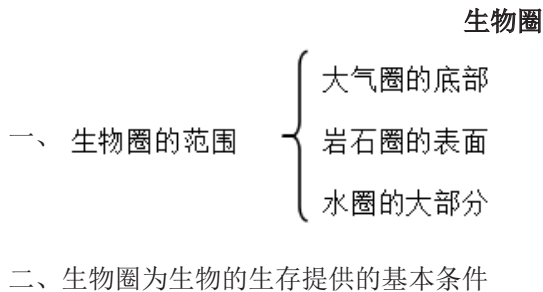 生物圈
一、生物圈的范围
大气圈的底部
岩石圈的表面
水圈的大部分
二、生物圈为生物的生存提供的基本条件